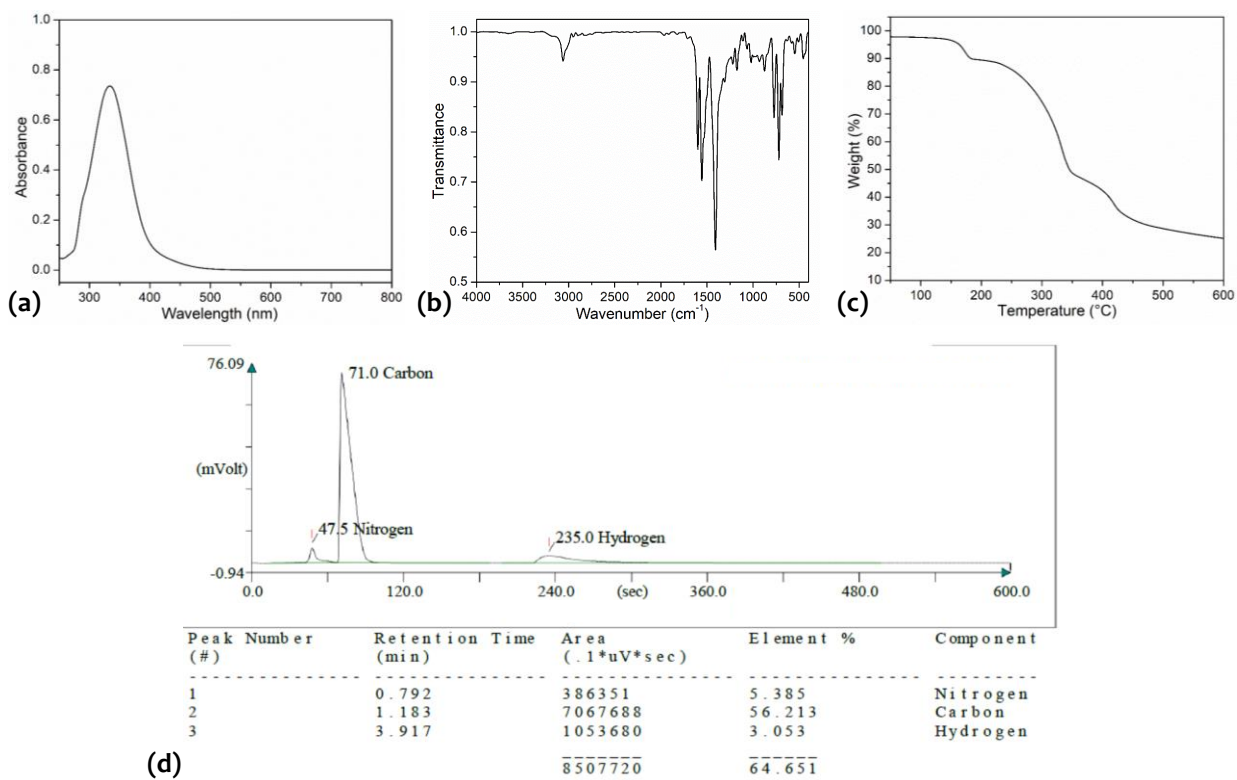 1.0
0.8
0.6
0.4
0.2
0.0
Absorbance
300 400 500 600 700 800
Wavelength (nm)
(a)
1.0
0.9
0.8
0.7
0.6
0.5
Transmittance
4000 3500 3000 2500 2000 1500 1000 500
Wavenumber (cm-1)
(b)
100
90
80
70
60
50
40
30
20
10
Weight (%)
100 200 300 400 500 600
Temperature (°C)
(c)
76.09
71.0 Carbon
(mVolt)
47.5 Nitrogen
235.0 Hydrogen
-0.94
0.0 120.0 240.0 (sec) 360.0 480.0 600.0
Peak Number Retention Time Area Element % Component
(#) (min) (.1*uV*sec)
1 0.792 386351 5.385 Nitrogen
2 1.183 7067688 56.213 Carbon
3 3.917 1053680 3.053 Hydrogen
8507720 64.651
(d)